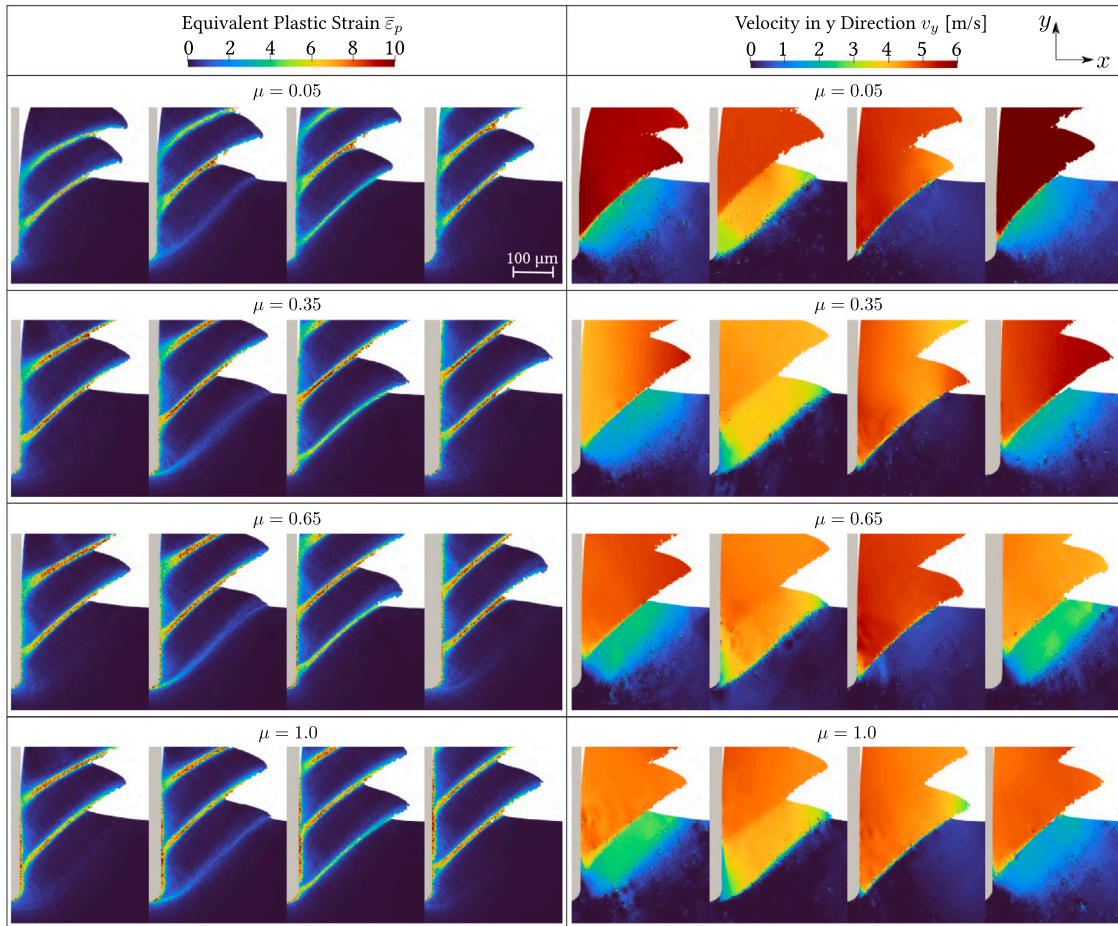 Equivalent Plastic Strain ε̅ₚ
0 2 4 6 8 10
Velocity in y Direction v_y [m/s]
0 1 2 3 4 5 6
y
x
μ = 0.05
μ = 0.05
100 μm
μ = 0.35
μ = 0.35
μ = 0.65
μ = 0.65
μ = 1.0
μ = 1.0